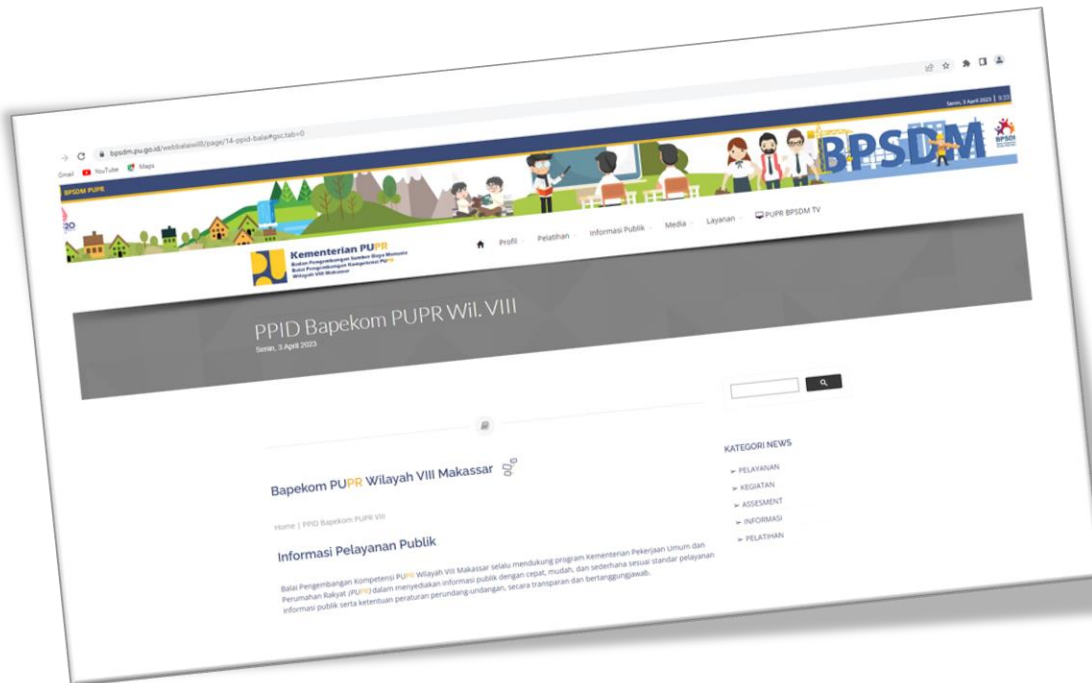 bpsdm.pu.go.id/webbalaiwil8/page/14-ppid-balai#gsc.tab=0
Gmail YouTube Maps
BPSDM PUPR
Senin, 3 April 2023 |
BPSDM
Kementerian PUPR
Badan Pengembangan Sumber Daya Manusia
Balai Pengembangan Kompetensi PUPR
Wilayah VIII Makassar
Profil Pelatihan Informasi Publik Media Layanan PUPR BPSDM TV
PPID Bapekom PUPR Wil. VIII
Senin, 3 April 2023
Bapekom PUPR Wilayah VIII Makassar
Home | PPID Bapekom PUPR VIII
Informasi Pelayanan Publik
Balai Pengembangan Kompetensi PUPR Wilayah VIII Makassar selalu mendukung program Kementerian Pekerjaan Umum dan
Perumahan Rakyat (PUPR) dalam menyediakan informasi publik dengan cepat, mudah, dan sederhana sesuai standar pelayanan
informasi publik serta ketentuan peraturan perundang-undangan, secara transparan dan bertanggungjawab.
KATEGORI NEWS
➢ PELAYANAN
➢ KEGIATAN
➢ ASSESMENT
➢ INFORMASI
➢ PELATIHAN